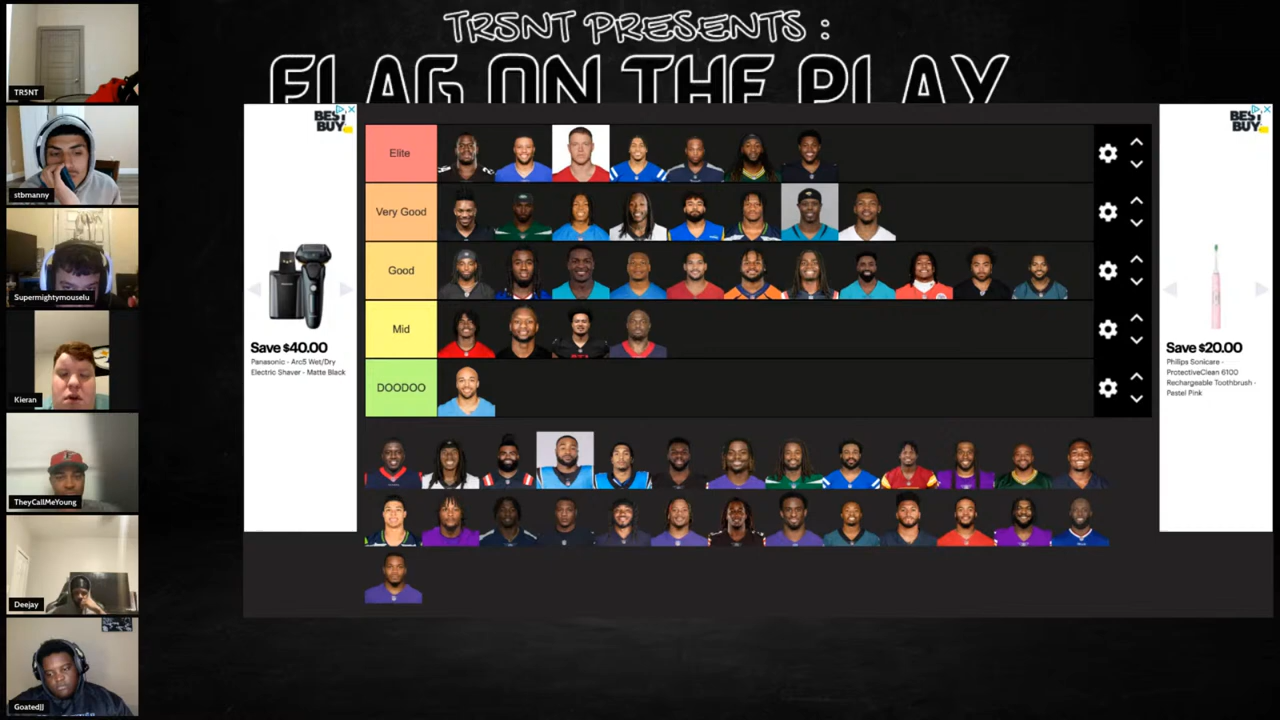 TR5NT PRESENTS :
FLAG ON THE PLAY
TR5NT
stbmanny
Supermightymouselu
Kieran
TheyCallMeYoung
Deejay
GoatedJJ
BEST
BUY
Save $40.00
Panasonic - Arc5 Wet/Dry
Electric Shaver - Matte Black
Elite
Very Good
Good
Mid
DOODOO
BEST
BUY
Save $20.00
Philips Sonicare -
ProtectiveClean 6100
Rechargeable Toothbrush -
Pastel Pink